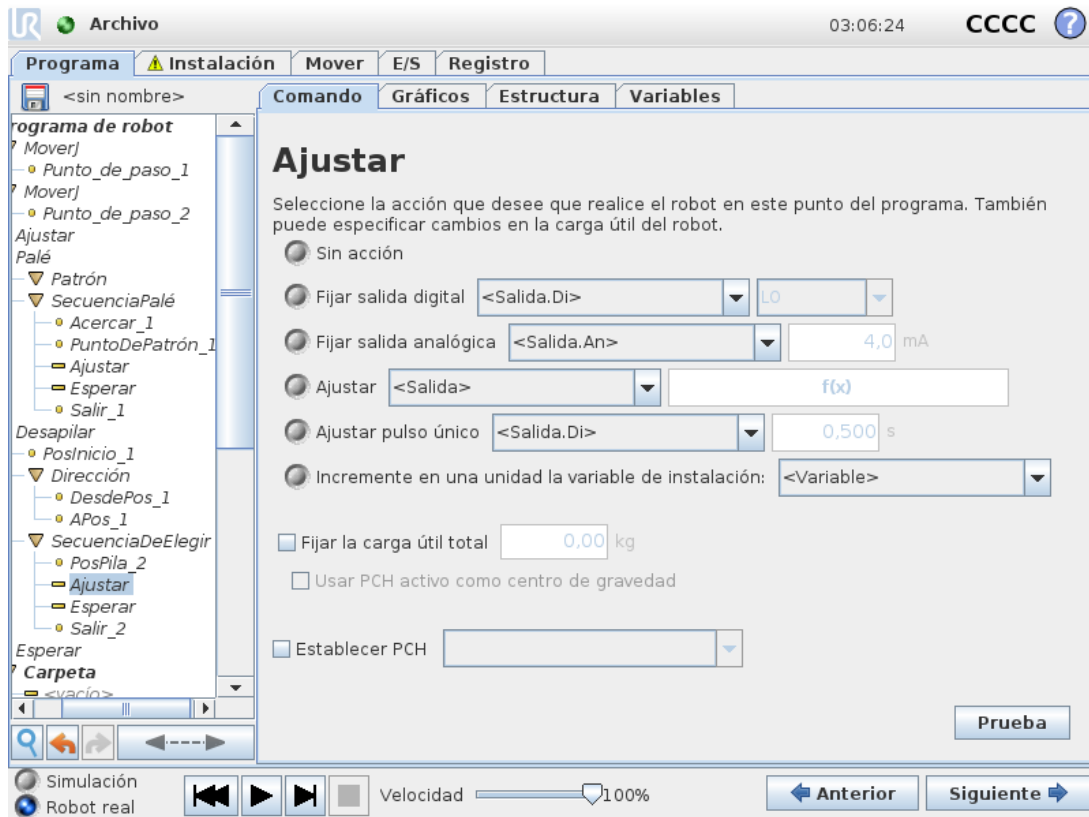 UR Archivo 03:06:24 CCCC ?
Programa Instalación Mover E/S Registro
<sin nombre> Comando Gráficos Estructura Variables
rograma de robot
MoverJ
Punto_de_paso_1
MoverJ
Punto_de_paso_2
Ajustar
Palé
Patrón
SecuenciaPalé
Acercar_1
PuntoDePatrón_1
Ajustar
Esperar
Salir_1
Desapilar
PosInicio_1
Dirección
DesdePos_1
APos_1
SecuenciaDeElegir
PosPila_2
Ajustar
Esperar
Salir_2
Esperar
Carpeta
<vacío>
Ajustar
Seleccione la acción que desee que realice el robot en este punto del programa. También
puede especificar cambios en la carga útil del robot.
Sin acción
Fijar salida digital <Salida.Di> LO
Fijar salida analógica <Salida.An> 4,0 mA
Ajustar <Salida> f(x)
Ajustar pulso único <Salida.Di> 0,500 s
Incremente en una unidad la variable de instalación: <Variable>
Fijar la carga útil total 0,00 kg
Usar PCH activo como centro de gravedad
Establecer PCH
Prueba
Simulación
Robot real
Velocidad 100%
Anterior Siguiente